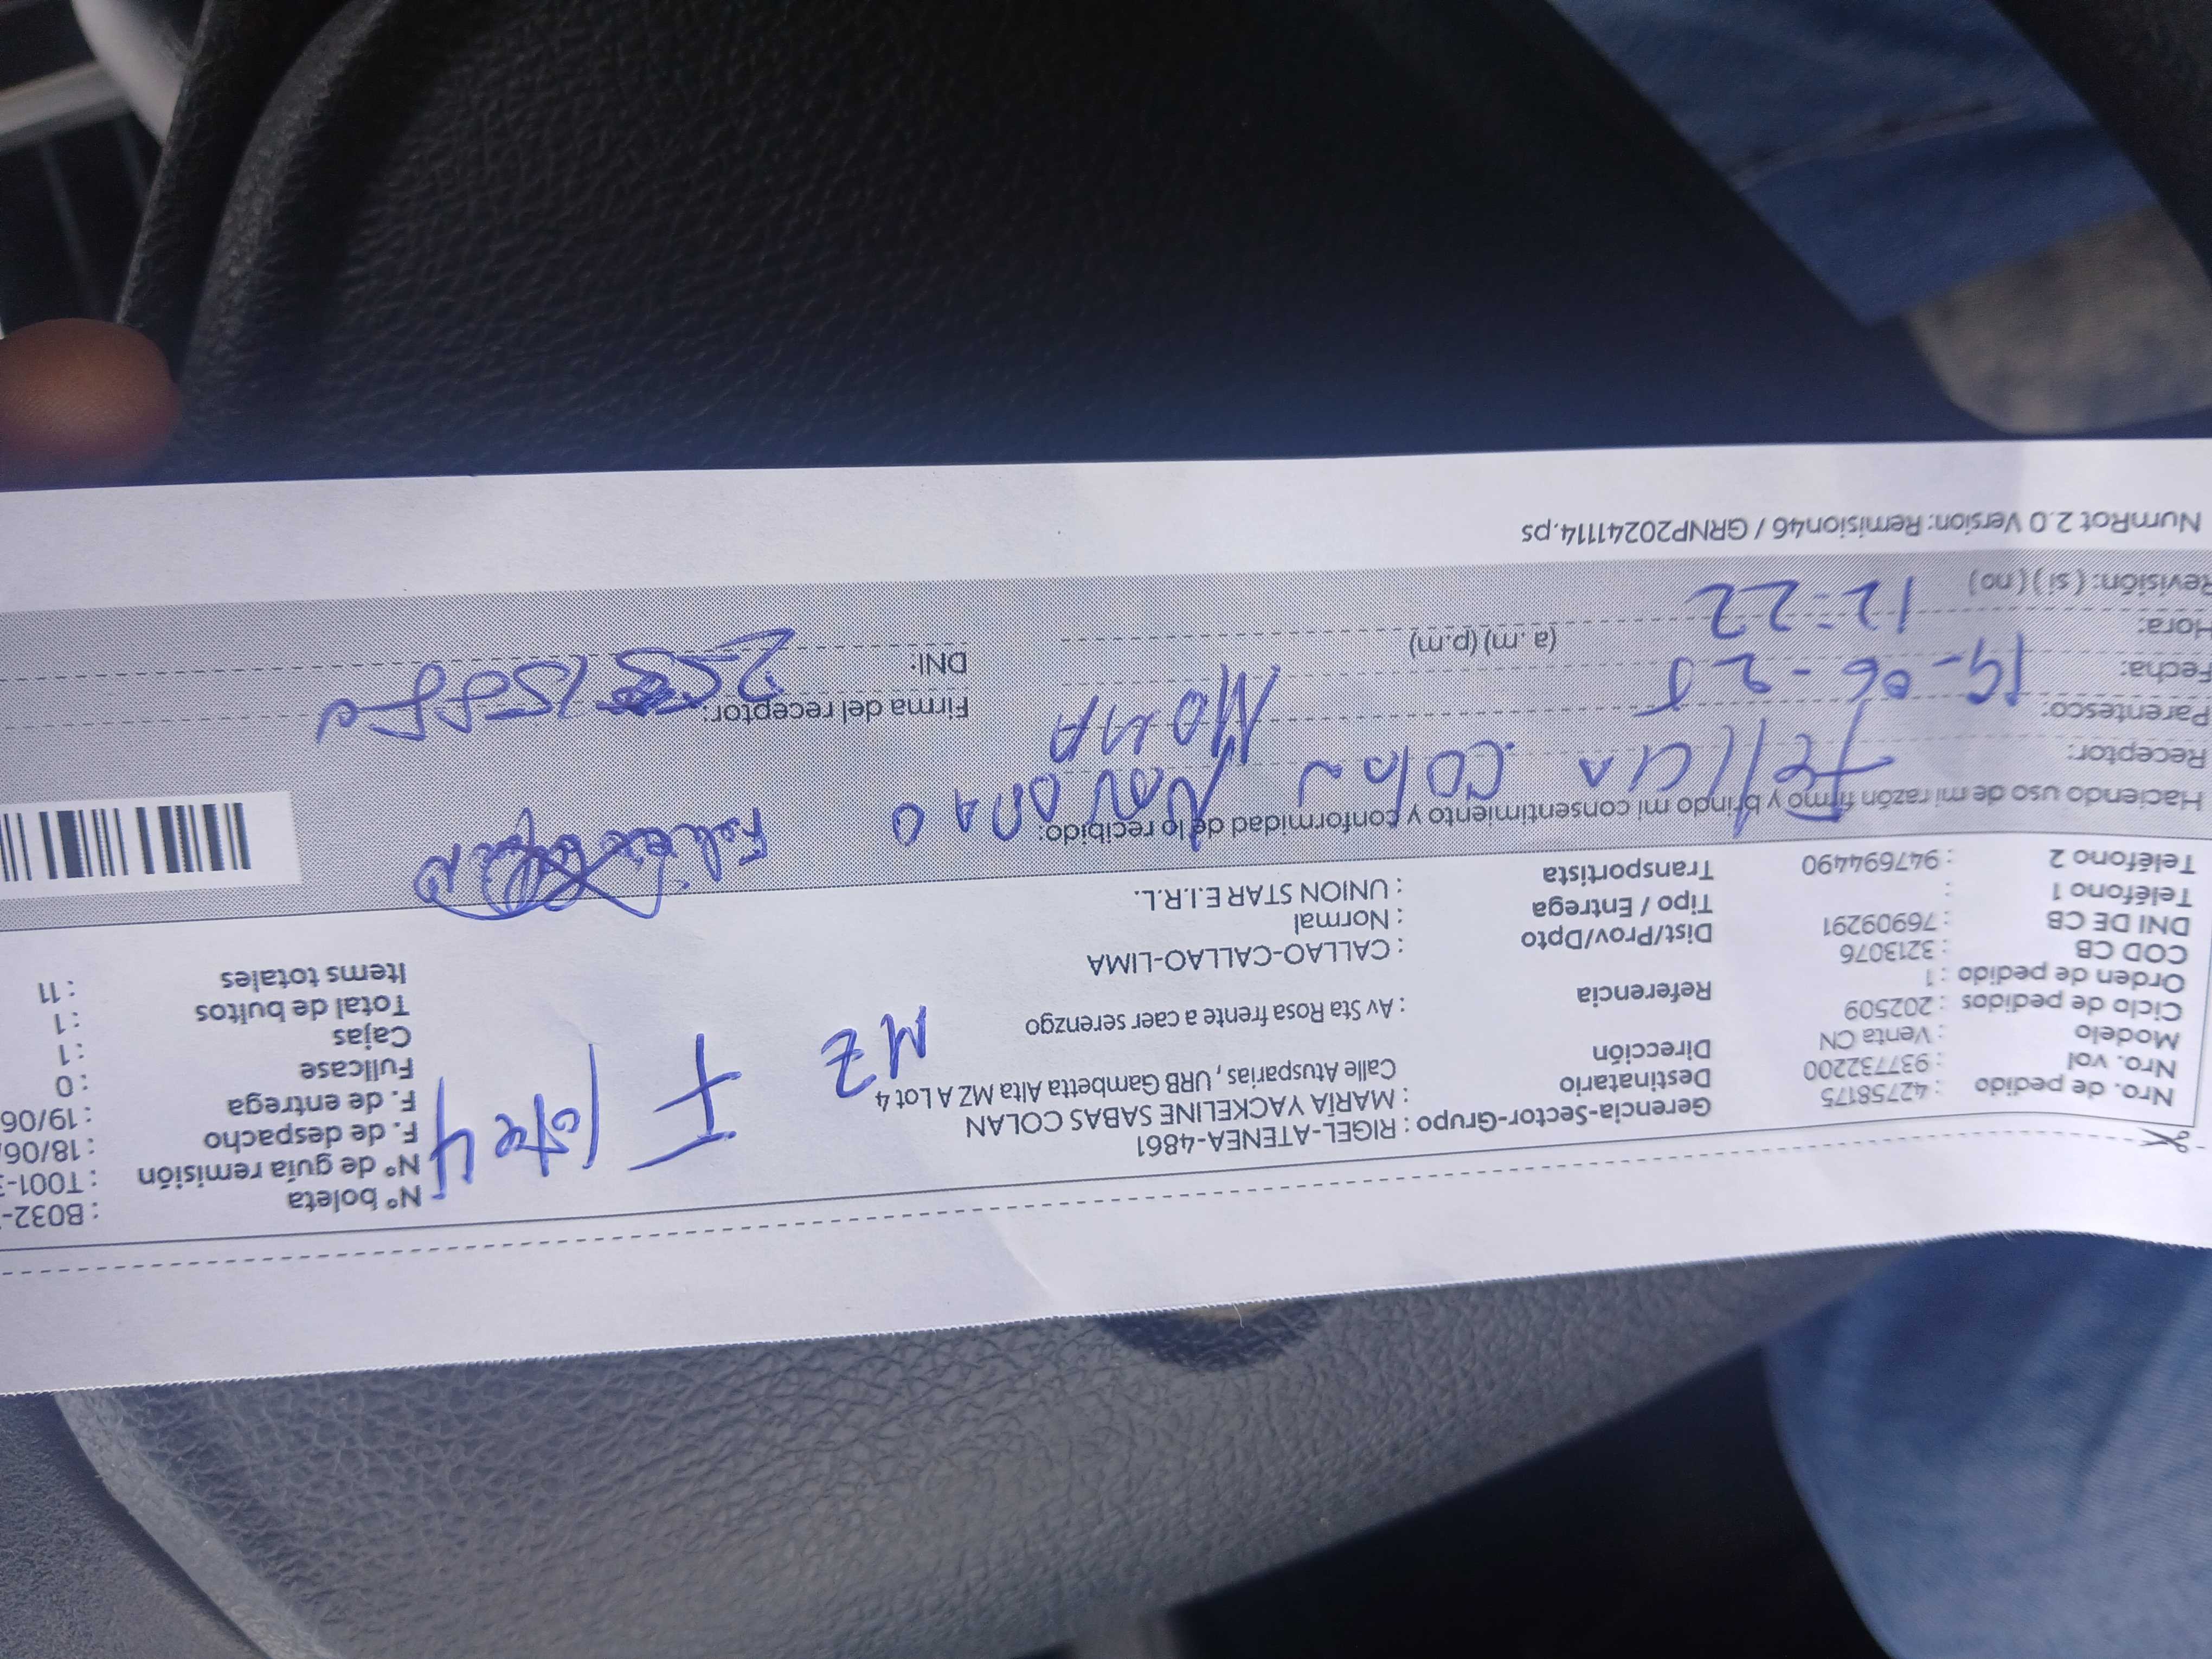 Nro. de pedido : 42758175
Nro. vol : 937732200
Modelo : Venta CN
Ciclo de pedidos : 202509
Orden de pedido : 1
COD CB : 3213076
DNI DE CB : 76909291
Teléfono 1 :
Teléfono 2 : 947694490
Gerencia-Sector-Grupo : RIGEL-ATENEA-4861
Destinatario : MARÍA YACKELINE SABAS COLAN
Dirección Calle Atusparias, URB Gambetta Alta MZ A Lot 4
Referencia : Av Sta Rosa frente a caer serenzgo
Dist/Prov/Dpto : CALLAO-CALLAO-LIMA
Tipo / Entrega : Normal
Transportista : UNION STAR E.I.R.L.
MZ F lote 4
Nº boleta : B032-
Nº de guía remisión : T001-
F. de despacho : 18/06
F. de entrega : 19/06
Fullcase : 0
Cajas : 1
Total de bultos : 1
Items totales : 11
Haciendo uso de mi razón firmo y brindo mi consentimiento y conformidad de lo recibido:
Receptor: Colan
Parentesco:
Fecha: 19-06-25
Hora: 12:22 (a.m) (p.m)
Revisión: (si) (no)
Firma del receptor:
DNI:
NumRot 2.0 Version: Remision46 / GRNP20241114.ps